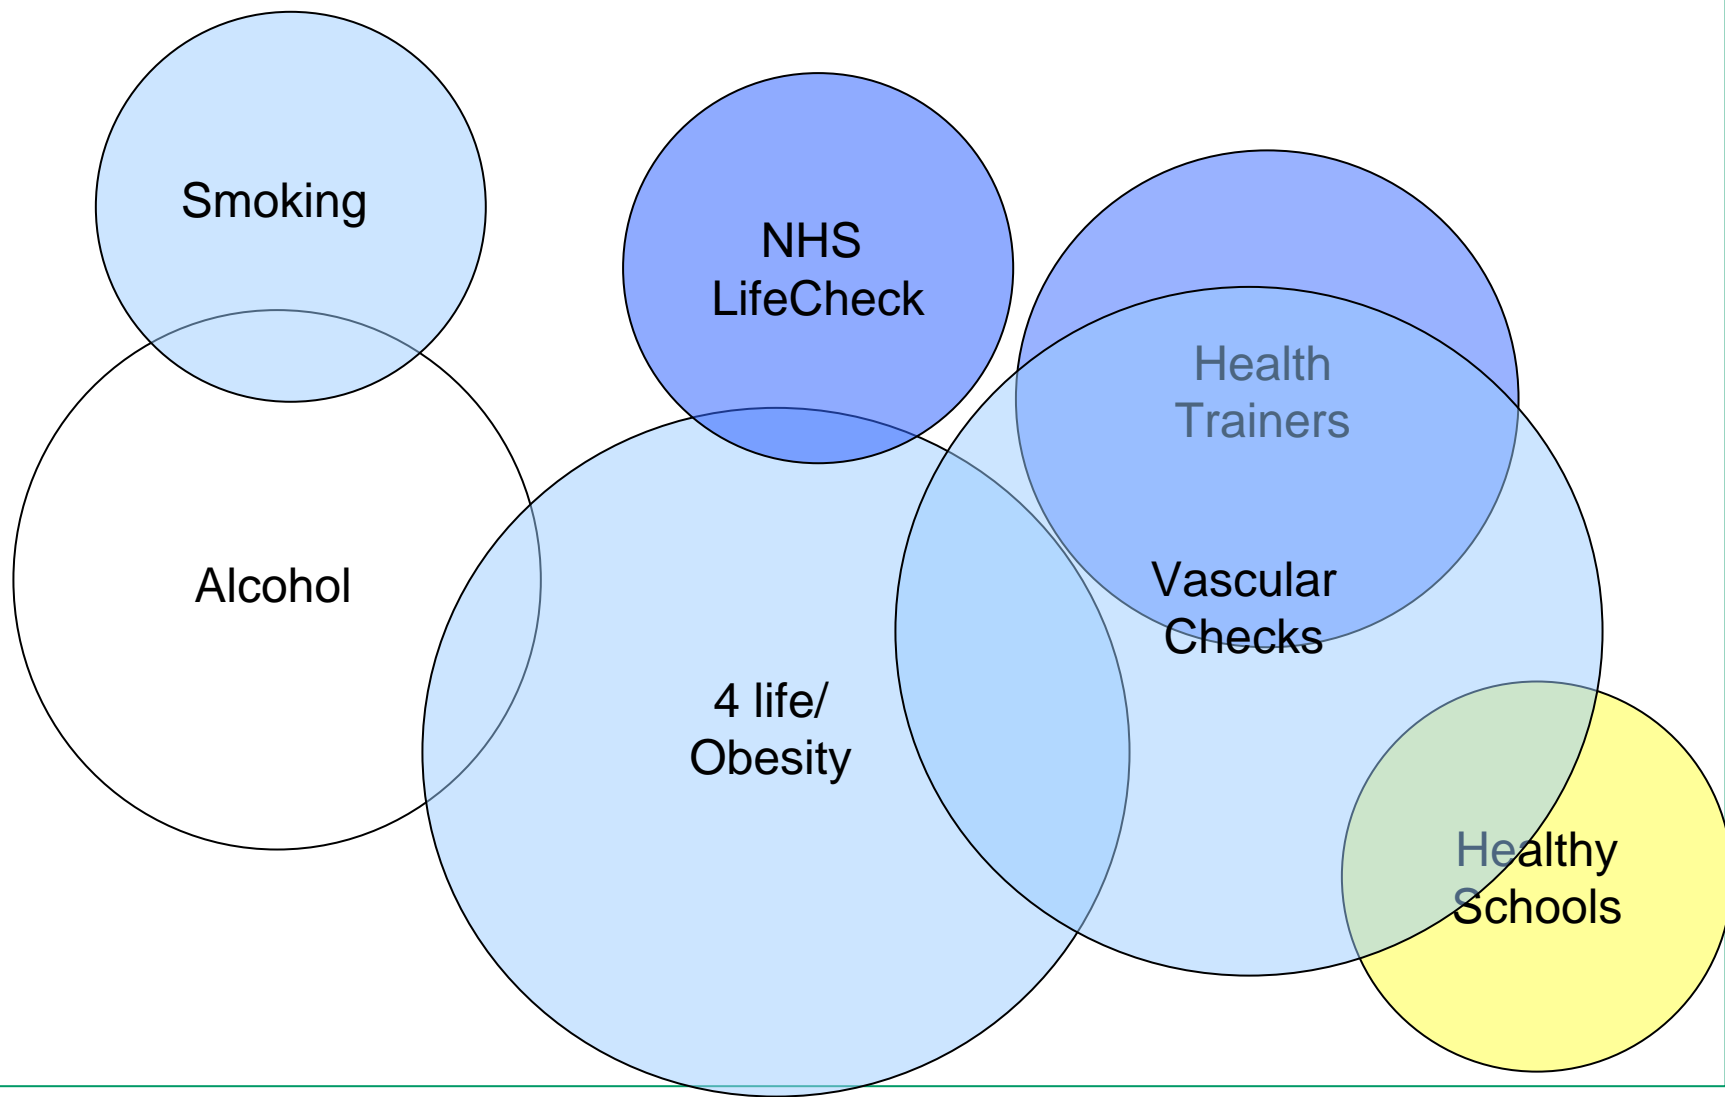 Smoking
NHS
LifeCheck
Health
Trainers
Alcohol
Vascular
Checks
4 life/
Obesity
Healthy
Schools